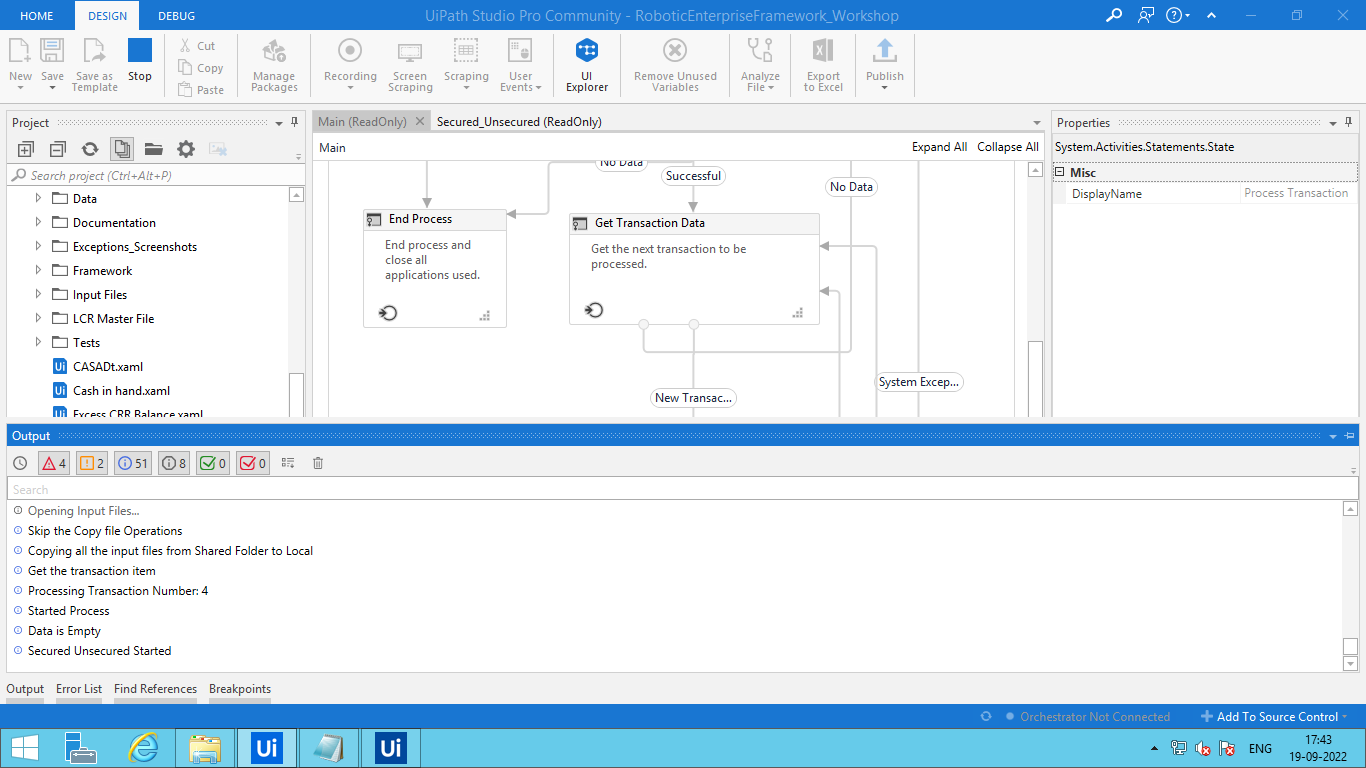 HOME DESIGN DEBUG UiPath Studio Pro Community - RoboticEnterpriseFramework_Workshop
New Save Save as Template Stop
Cut
Copy
Paste
Manage Packages
Recording
Screen Scraping
Scraping
User Events
UI Explorer
Remove Unused Variables
Analyze File
Export to Excel
Publish
Project
Search project (Ctrl+Alt+P)
Data
Documentation
Exceptions_Screenshots
Framework
Input Files
LCR Master File
Tests
Ui CASADt.xaml
Ui Cash in hand.xaml
Ui Excess CRR Balance.xaml
Main (ReadOnly) Secured_Unsecured (ReadOnly)
Main Expand All Collapse All
No Data
Successful
No Data
End Process
End process and
close all
applications used.
Get Transaction Data
Get the next transaction to be
processed.
System Excep...
New Transac...
Properties
System.Activities.Statements.State
Misc
DisplayName Process Transaction
Output
4 2 51 8 0 0
Search
Opening Input Files...
Skip the Copy file Operations
Copying all the input files from Shared Folder to Local
Get the transaction item
Processing Transaction Number: 4
Started Process
Data is Empty
Secured Unsecured Started
Output Error List Find References Breakpoints
Orchestrator Not Connected Add To Source Control
Ui Ui ENG 17:43
19-09-2022